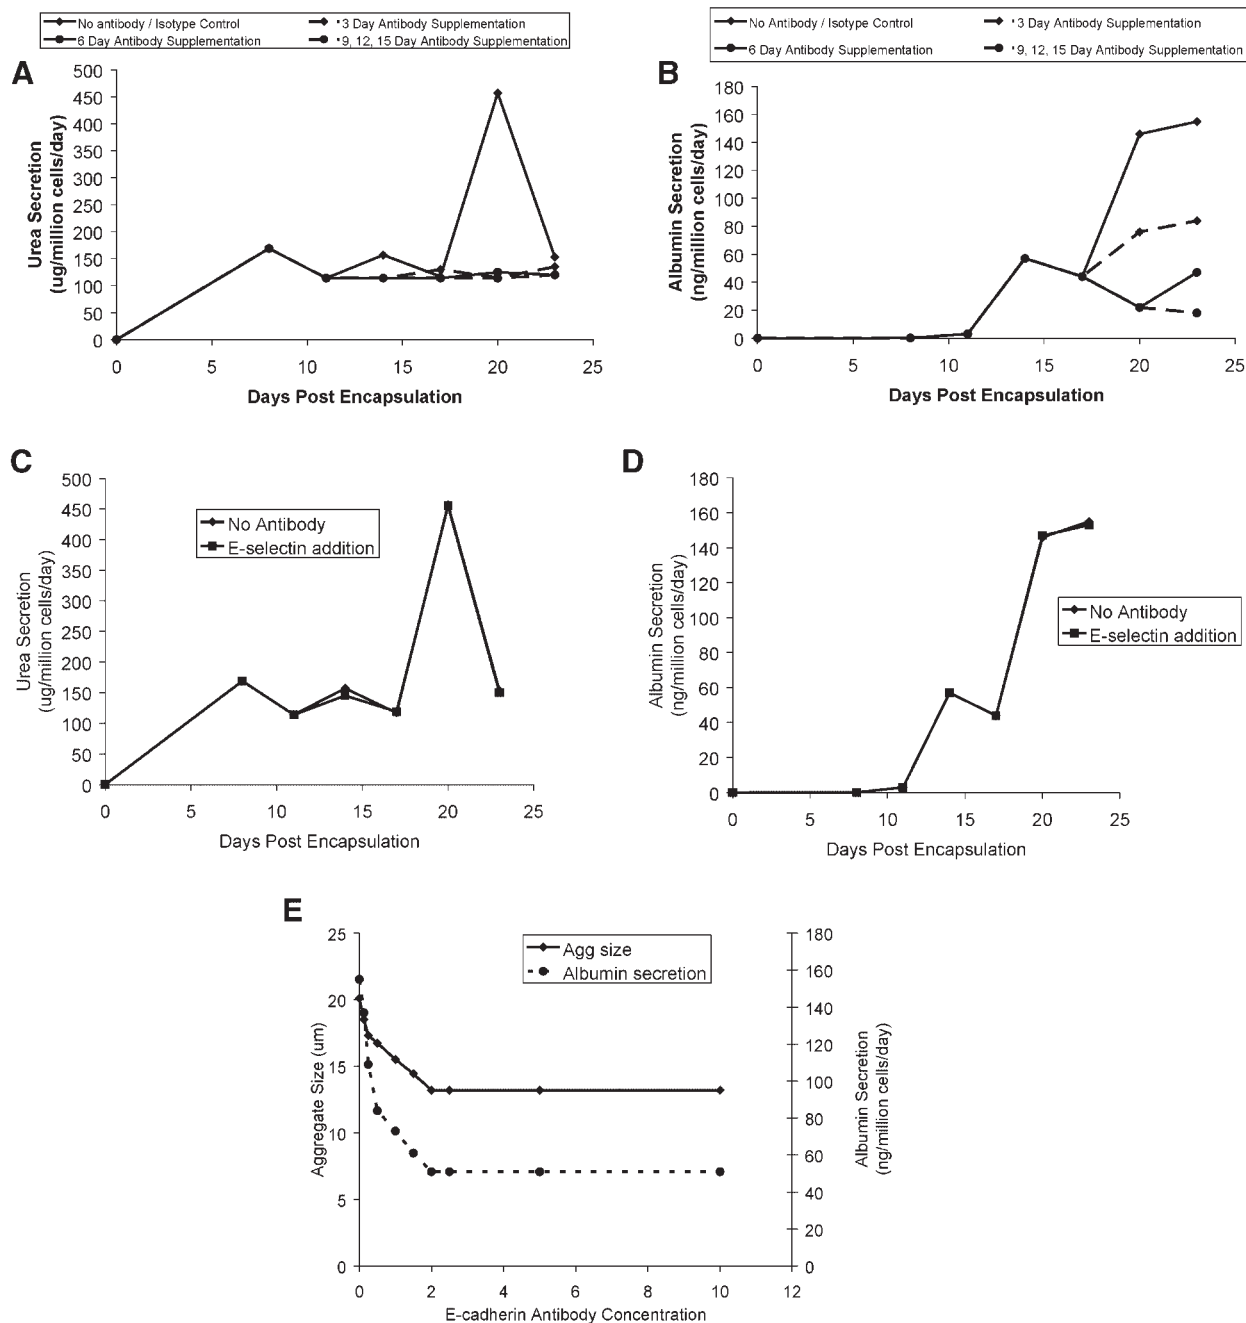 No antibody / Isotype Control
3 Day Antibody Supplementation
6 Day Antibody Supplementation
9, 12, 15 Day Antibody Supplementation
A
500
450
400
350
300
250
200
150
100
50
0
Urea Secretion
(ug/million cells/day)
0 5 10 15 20 25
Days Post Encapsulation
No Antibody / Isotype Control
3 Day Antibody Supplementation
6 Day Antibody Supplementation
9, 12, 15 Day Antibody Supplementation
B
180
160
140
120
100
80
60
40
20
0
Albumin Secretion
(ng/million cells/day)
0 5 10 15 20 25
Days Post Encapsulation
C
500
450
400
350
300
250
200
150
100
50
0
Urea Secretion
(ug/million cells/day)
No Antibody
E-selectin addition
0 5 10 15 20 25
Days Post Encapsulation
D
180
160
140
120
100
80
60
40
20
0
Albumin Secretion
(ng/million cells/day)
No Antibody
E-selectin addition
0 5 10 15 20 25
Days Post Encapsulation
E
25
20
15
10
5
0
Aggregate Size (um)
Agg size
Albumin secretion
180
160
140
120
100
80
60
40
20
0
Albumin Secretion
(ng/million cells/day)
0 2 4 6 8 10 12
E-cadherin Antibody Concentration